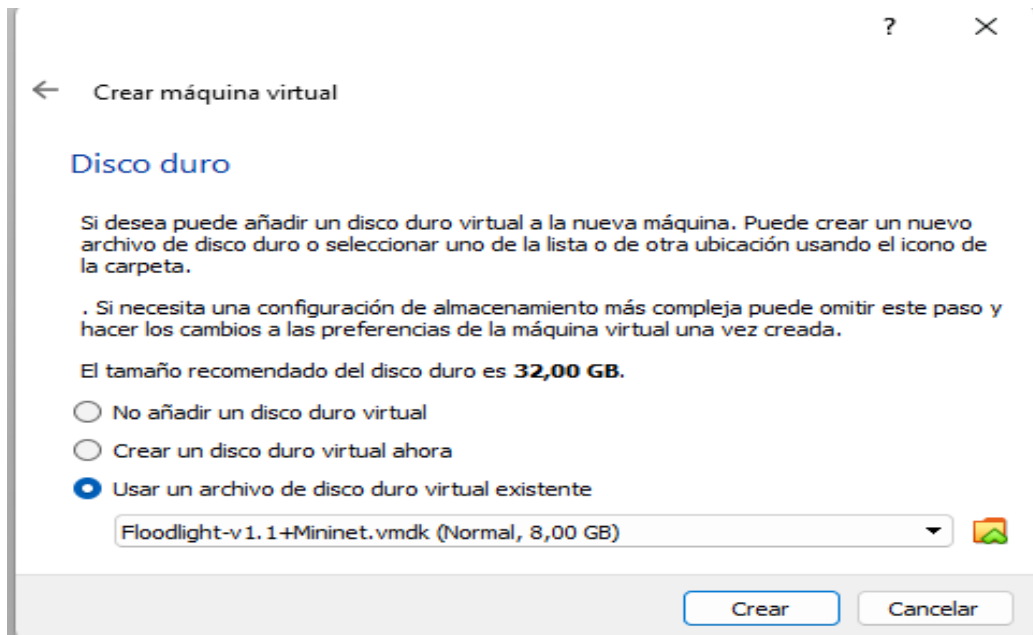 ?
Crear máquina virtual
Disco duro
Si desea puede añadir un disco duro virtual a la nueva máquina. Puede crear un nuevo
archivo de disco duro o seleccionar uno de la lista o de otra ubicación usando el icono de
la carpeta.
. Si necesita una configuración de almacenamiento más compleja puede omitir este paso y
hacer los cambios a las preferencias de la máquina virtual una vez creada.
El tamaño recomendado del disco duro es 32,00 GB.
No añadir un disco duro virtual
Crear un disco duro virtual ahora
Usar un archivo de disco duro virtual existente
Floodlight-v1.1+Mininet.vmdk (Normal, 8,00 GB)
Crear Cancelar